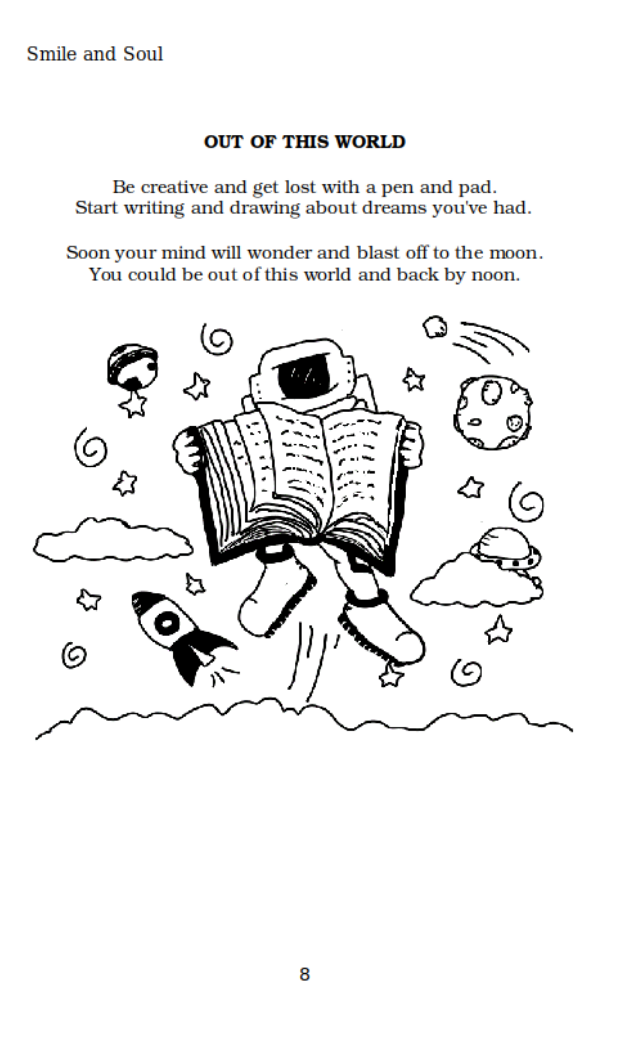 Smile and Soul
OUT OF THIS WORLD
Be creative and get lost with a pen and pad.
Start writing and drawing about dreams you've had.
Soon your mind will wonder and blast off to the moon.
You could be out of this world and back by noon.
8